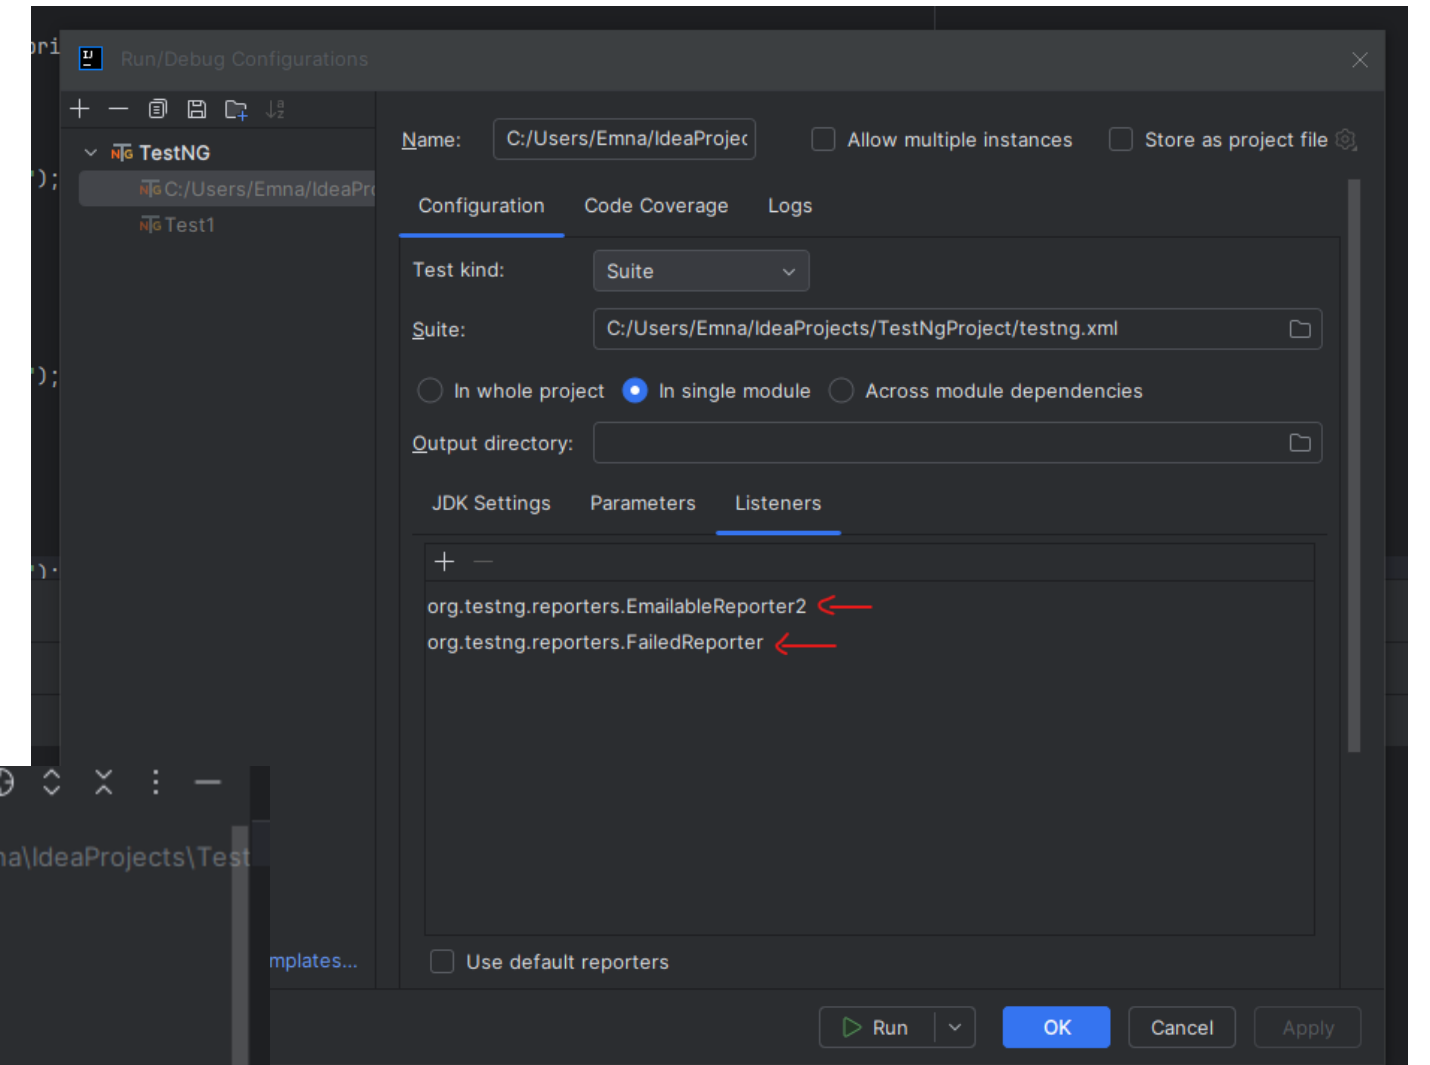 ori
Run/Debug Configurations
Name: C:/Users/Emna/IdeaProjec Allow multiple instances Store as project file
TestNG
");
C:/Users/Emna/IdeaPro
Test1
Configuration Code Coverage Logs
Test kind: Suite
Suite: C:/Users/Emna/IdeaProjects/TestNgProject/testng.xml
");
In whole project In single module Across module dependencies
Output directory:
JDK Settings Parameters Listeners
");
org.testng.reporters.EmailableReporter2
org.testng.reporters.FailedReporter
na\IdeaProjects\Test
mplates...
Use default reporters
Run OK Cancel Apply